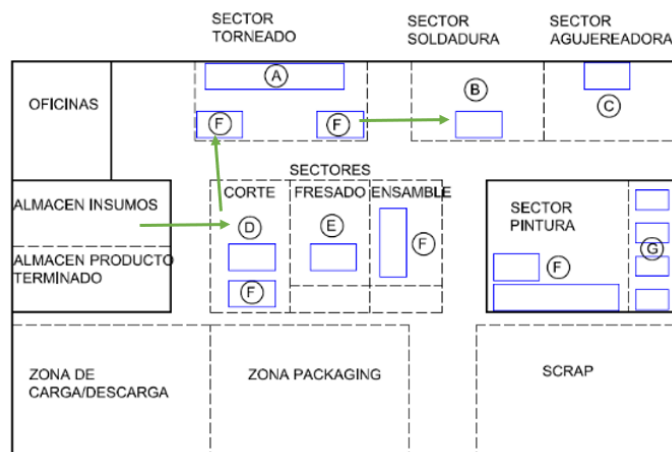 SECTOR
TORNEADO
SECTOR
SOLDADURA
SECTOR
AGUJEREADORA
A
B
C
OFICINAS
F
F
SECTORES
CORTE
FRESADO
ENSAMBLE
ALMACEN INSUMOS
D
E
F
F
SECTOR
PINTURA
F
G
ALMACEN PRODUCTO
TERMINADO
ZONA DE
CARGA/DESCARGA
ZONA PACKAGING
SCRAP